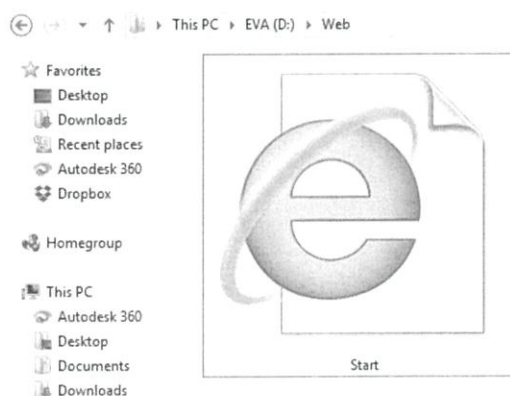 This PC EVA (D:) Web
Favorites
Desktop
Downloads
Recent places
Autodesk 360
Dropbox
Homegroup
This PC
Autodesk 360
Desktop
Documents
Downloads
Start